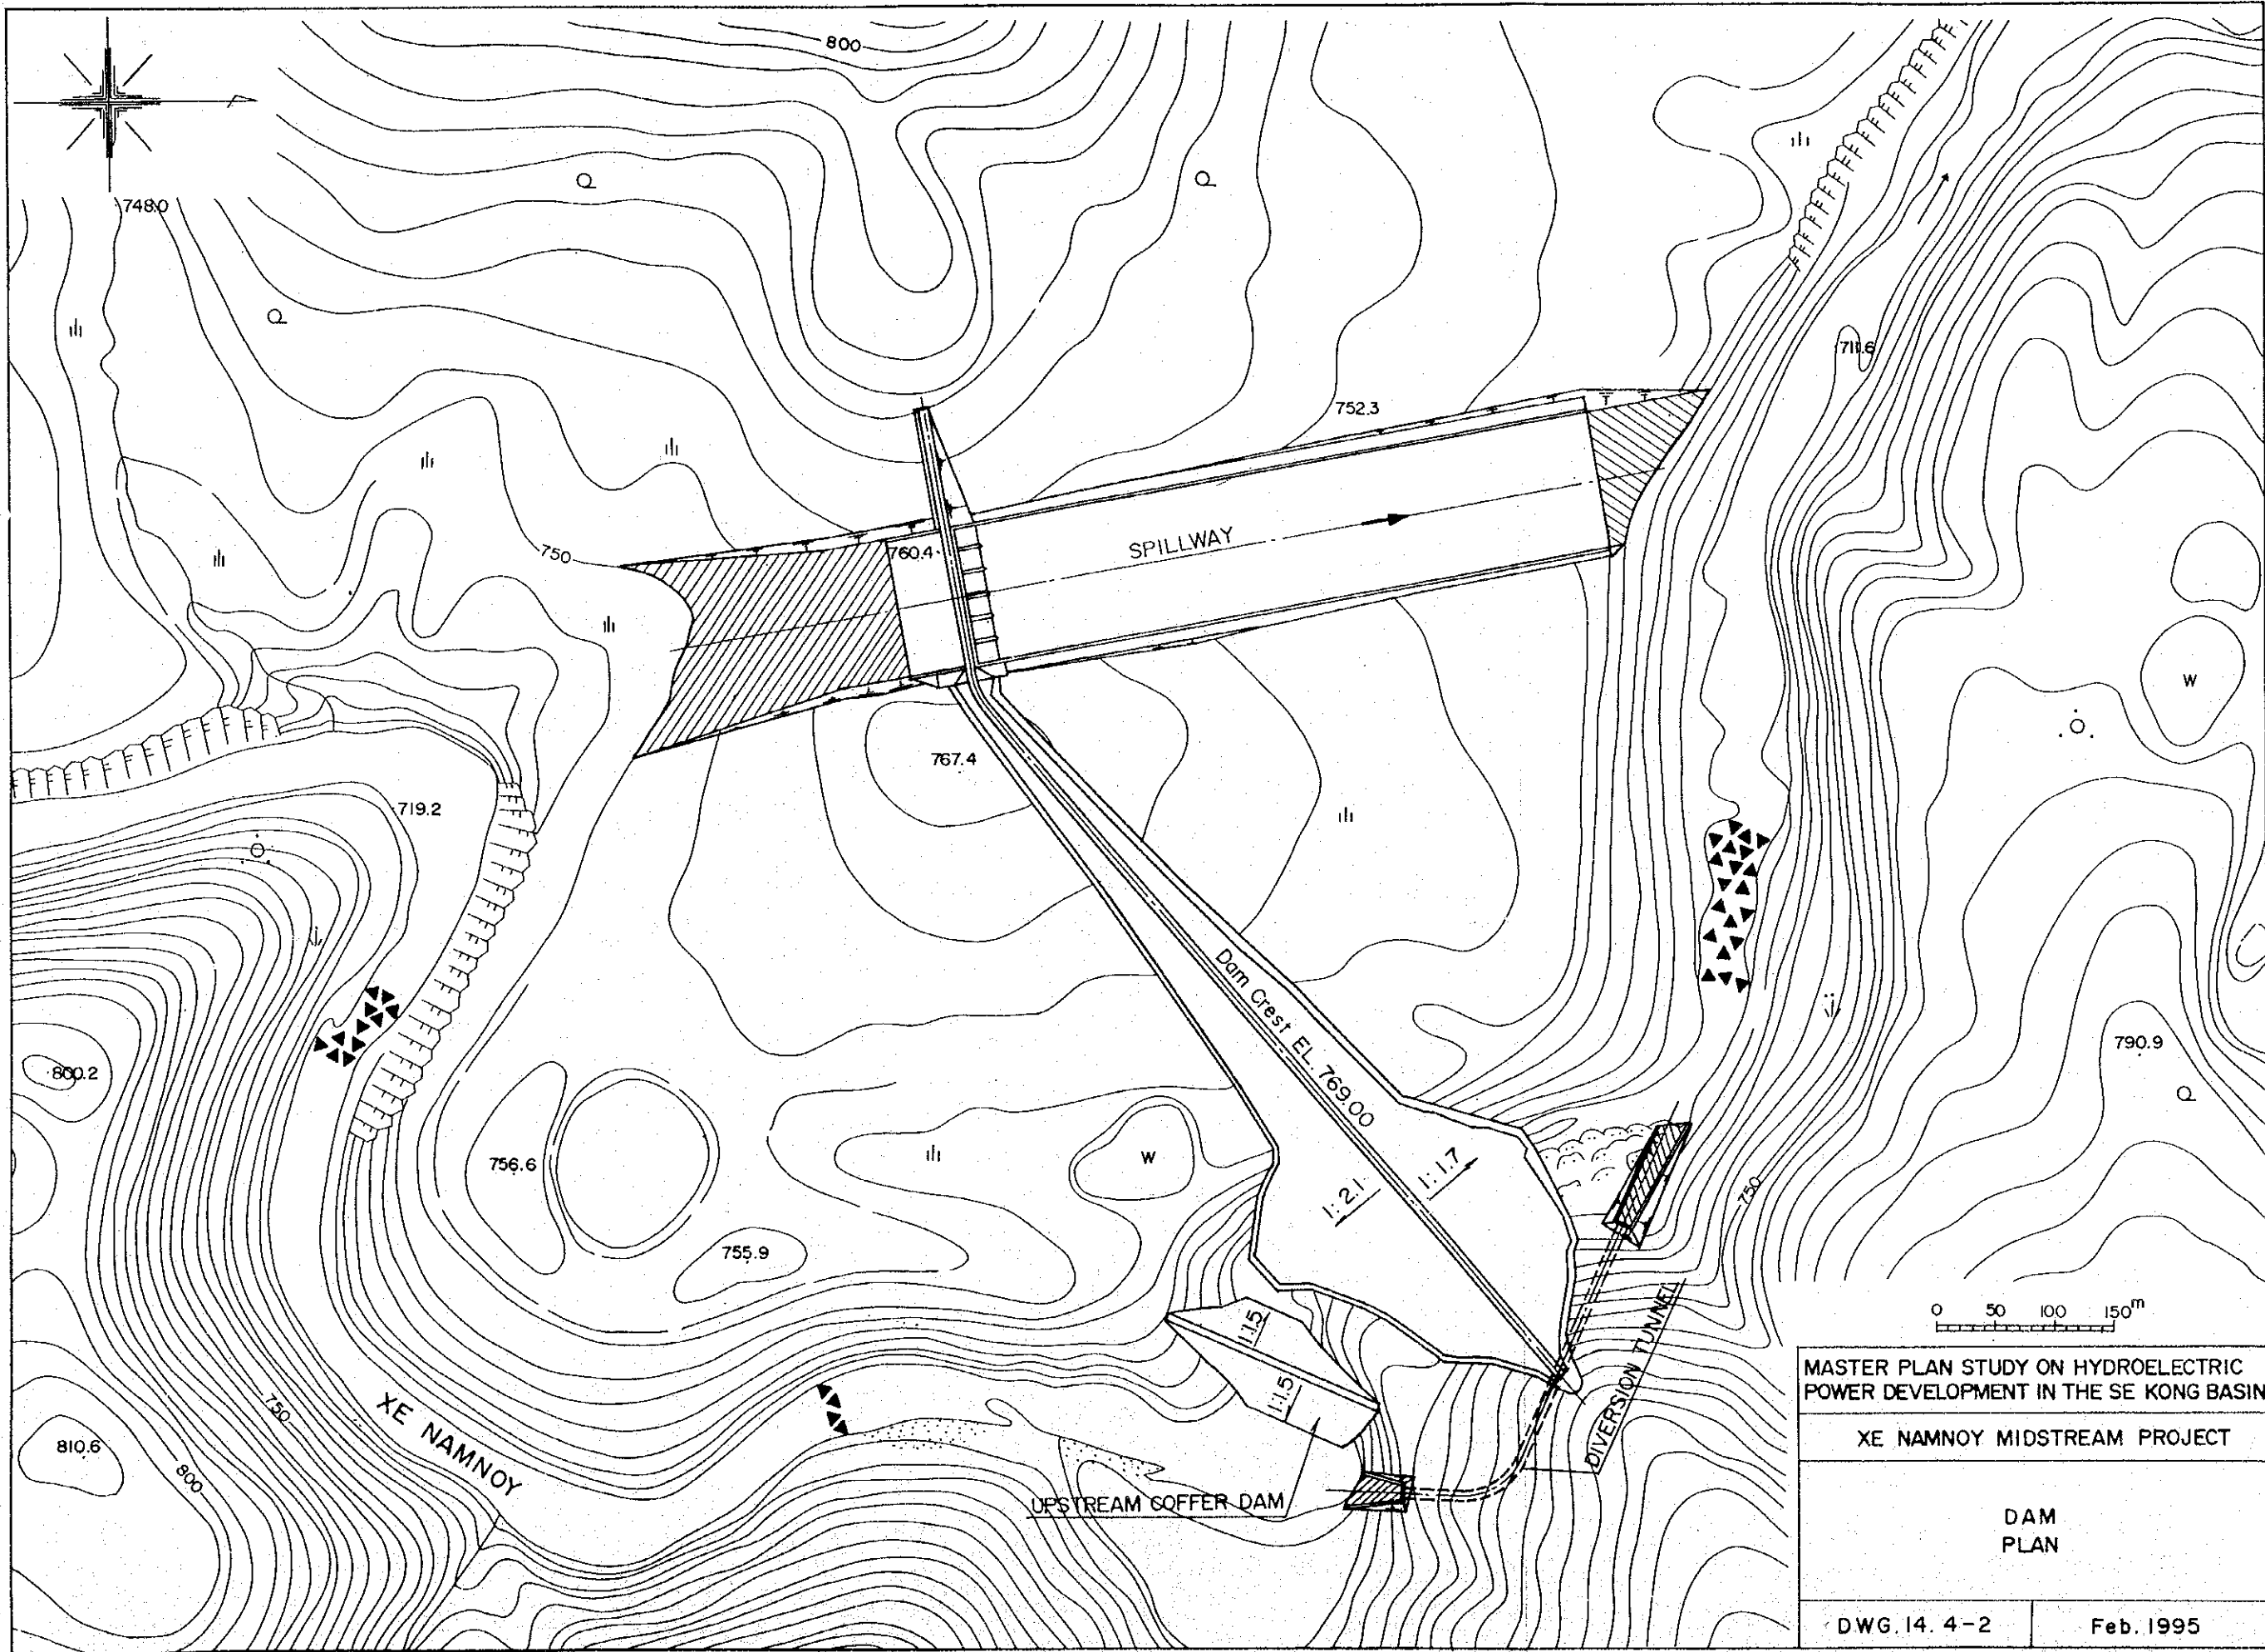 800
748.0
Q
Q
Q
711.6
752.3
750
760.4
SPILLWAY
767.4
719.2
W
Dam Crest EL. 769.00
800.2
790.9
Q
756.6
W
1:2.1
1:1.7
750
755.9
1:1.5
1:1.5
DIVERSION TUNNEL
0 50 100 150m
750
XE NAMNOY
810.6
800
UPSTREAM COFFER DAM
MASTER PLAN STUDY ON HYDROELECTRIC
POWER DEVELOPMENT IN THE SE KONG BASIN
XE NAMNOY MIDSTREAM PROJECT
DAM
PLAN
DWG. 14. 4-2
Feb. 1995